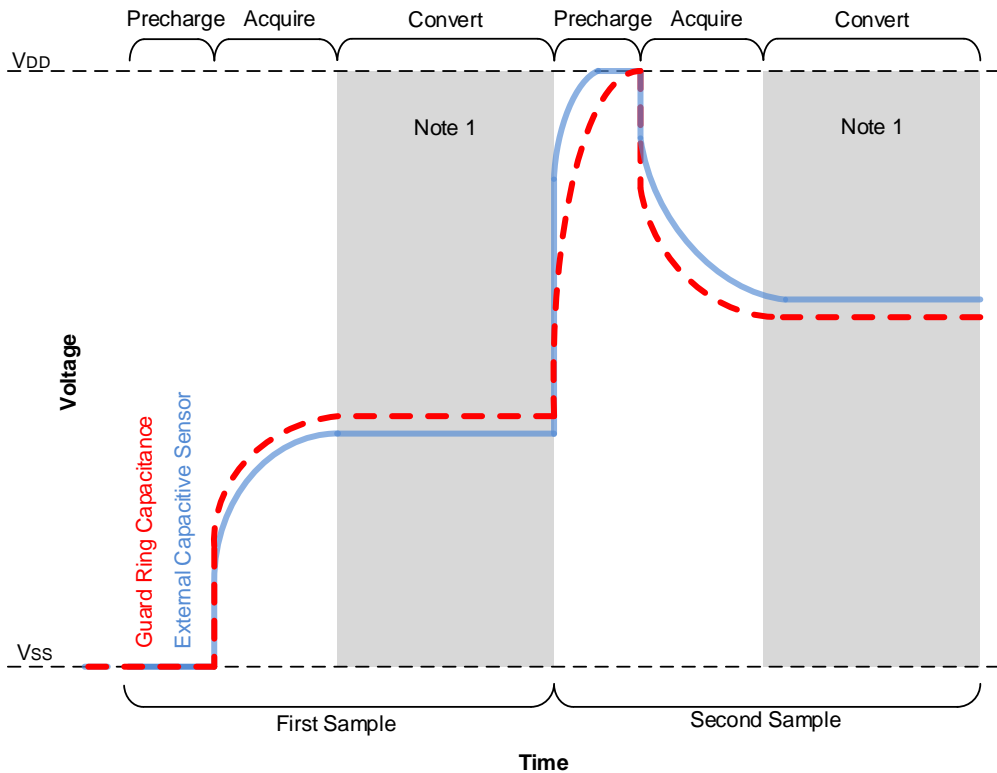 Precharge Acquire Convert Precharge Acquire Convert
VDD
Note 1 Note 1
Voltage
Guard Ring Capacitance
External Capacitive Sensor
VSS
First Sample Second Sample
Time